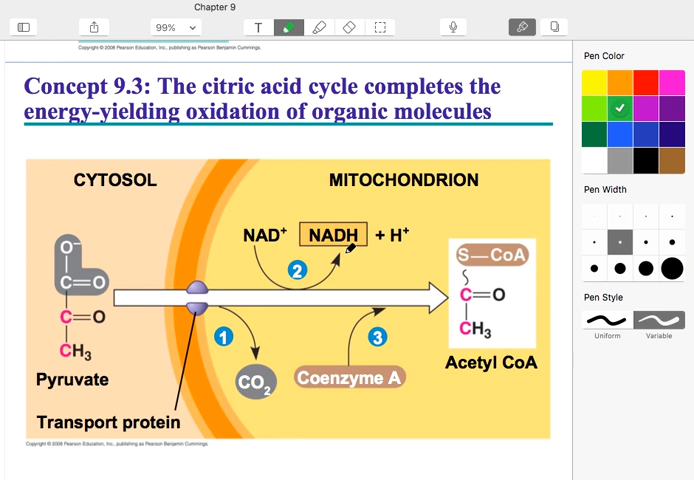 Chapter 9
99%
T
Copyright © 2008 Pearson Education, Inc., publishing as Pearson Benjamin Cummings.
Pen Color
Concept 9.3: The citric acid cycle completes the
energy-yielding oxidation of organic molecules
Pen Width
CYTOSOL
MITOCHONDRION
NAD+ NADH + H+
O−
C=O
C=O
CH3
Pyruvate
Transport protein
2
1
3
CO2
Coenzyme A
S—CoA
C=O
CH3
Acetyl CoA
Pen Style
Uniform Variable
Copyright © 2008 Pearson Education, Inc., publishing as Pearson Benjamin Cummings.